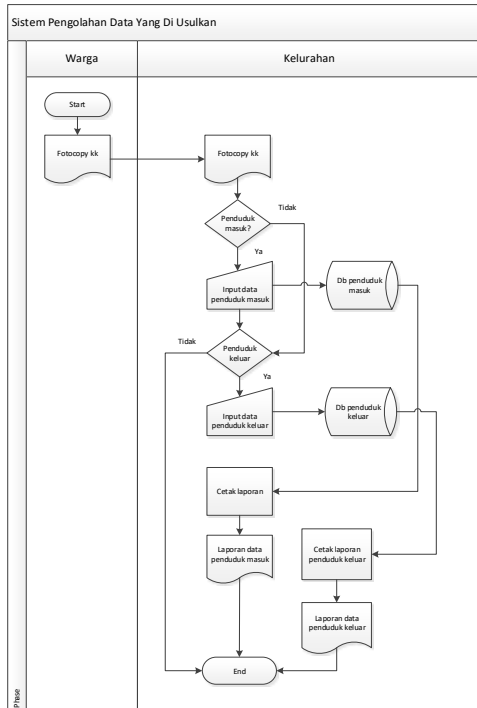 Sistem Pengolahan Data Yang Di Usulkan
Warga
Kelurahan
Start
Fotocopy kk
Fotocopy kk
Penduduk
masuk?
Tidak
Ya
Input data
penduduk masuk
Db penduduk
masuk
Tidak
Penduduk
keluar
Ya
Input data
penduduk keluar
Db penduduk
keluar
Cetak laporan
Laporan data
penduduk masuk
Cetak laporan
penduduk keluar
Laporan data
penduduk keluar
End
Phase